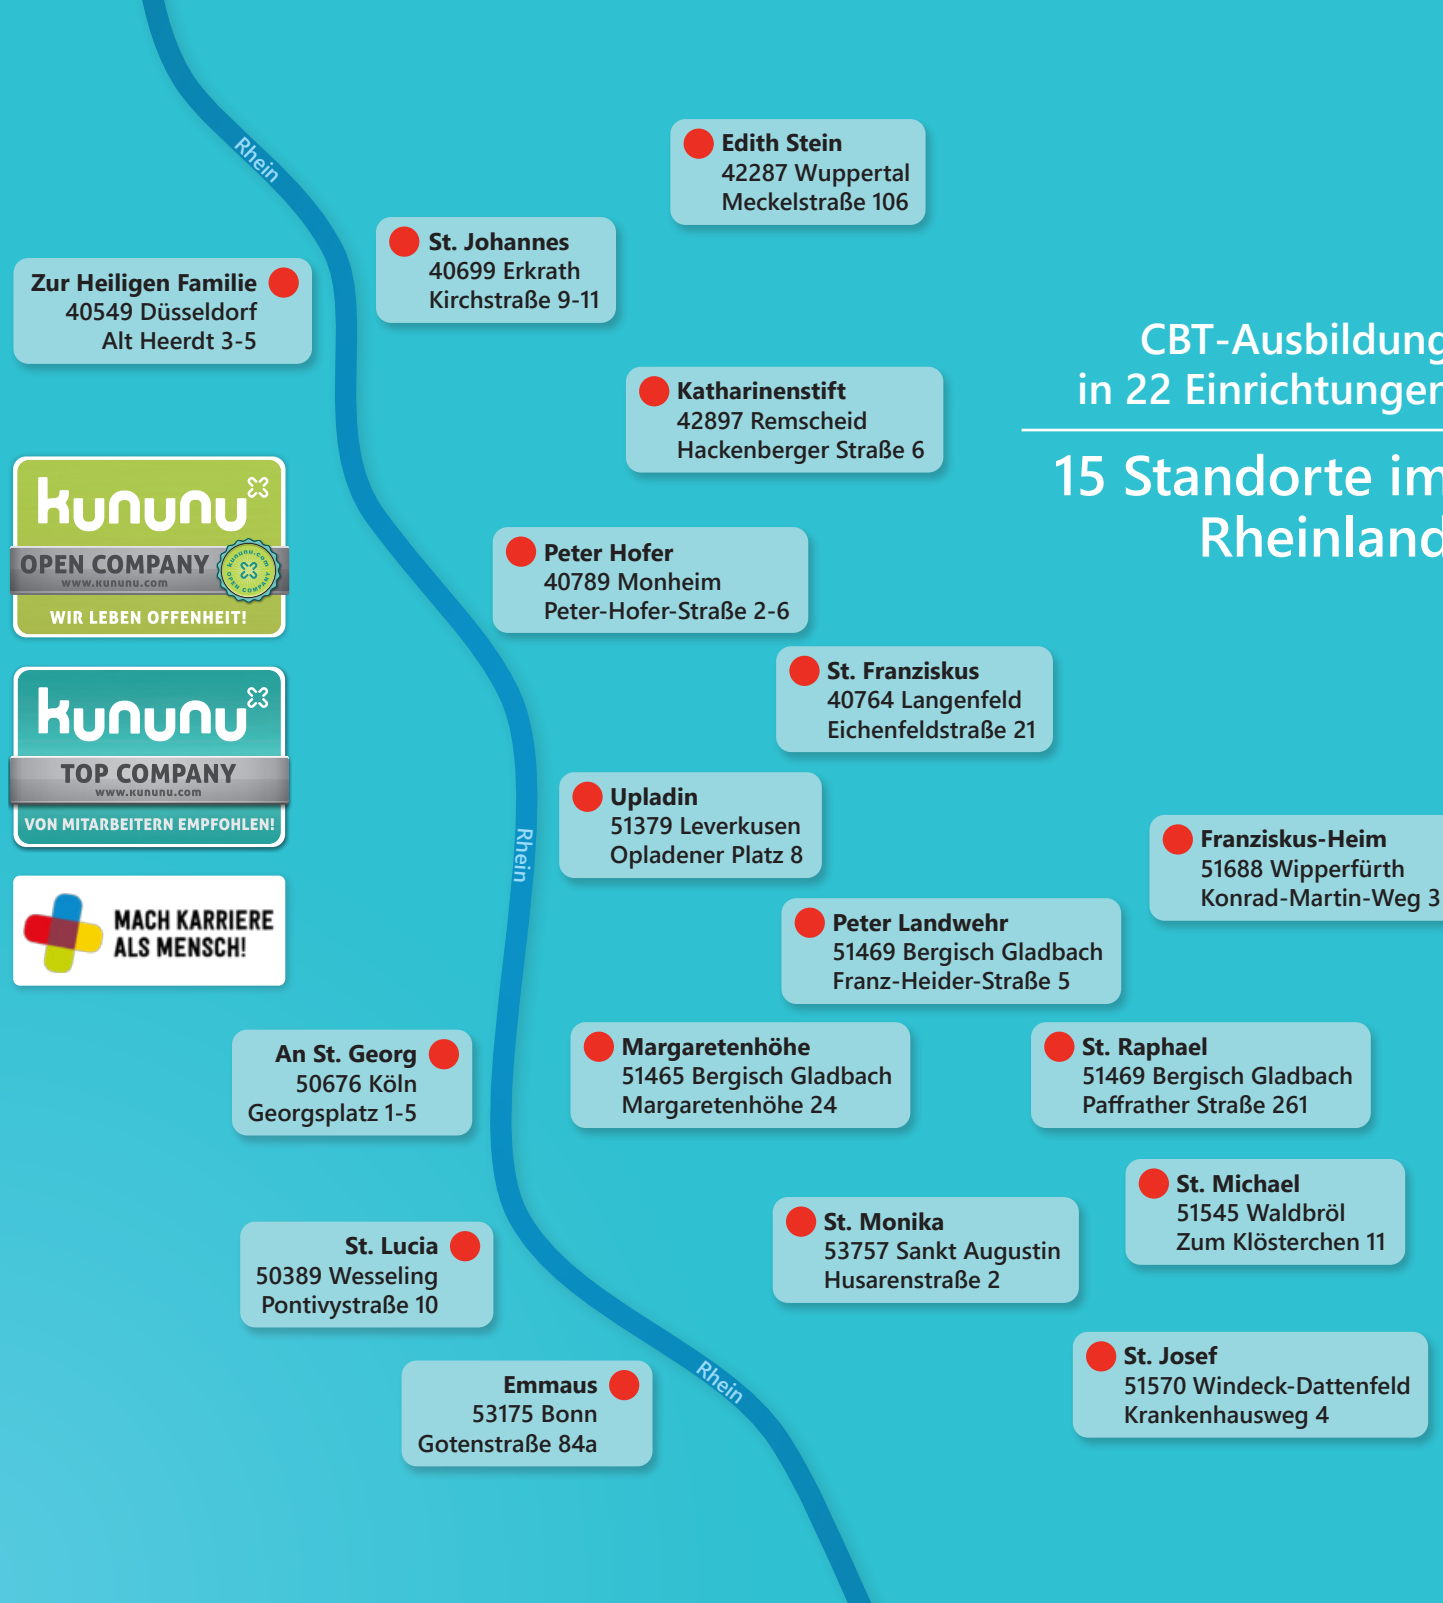 Rhein
Edith Stein
42287 Wuppertal
Meckelstraße 106
St. Johannes
40699 Erkrath
Kirchstraße 9-11
Zur Heiligen Familie
40549 Düsseldorf
Alt Heerdt 3-5
CBT-Ausbildung
in 22 Einrichtungen
15 Standorte im
Rheinland
Katharinenstift
42897 Remscheid
Hackenberger Straße 6
kununu
OPEN COMPANY
www.kununu.com
kununu.com
OPEN COMPANY
WIR LEBEN OFFENHEIT!
Peter Hofer
40789 Monheim
Peter-Hofer-Straße 2-6
St. Franziskus
40764 Langenfeld
Eichenfeldstraße 21
kununu
TOP COMPANY
www.kununu.com
VON MITARBEITERN EMPFOHLEN!
Upladin
51379 Leverkusen
Opladener Platz 8
Rhein
Franziskus-Heim
51688 Wipperfürth
Konrad-Martin-Weg 3
MACH KARRIERE
ALS MENSCH!
Peter Landwehr
51469 Bergisch Gladbach
Franz-Heider-Straße 5
An St. Georg
50676 Köln
Georgsplatz 1-5
Margaretenhöhe
51465 Bergisch Gladbach
Margaretenhöhe 24
St. Raphael
51469 Bergisch Gladbach
Paffrather Straße 261
St. Michael
51545 Waldbröl
Zum Klösterchen 11
St. Monika
53757 Sankt Augustin
Husarenstraße 2
St. Lucia
50389 Wesseling
Pontivystraße 10
St. Josef
51570 Windeck-Dattenfeld
Krankenhausweg 4
Emmaus
53175 Bonn
Gotenstraße 84a
Rhein